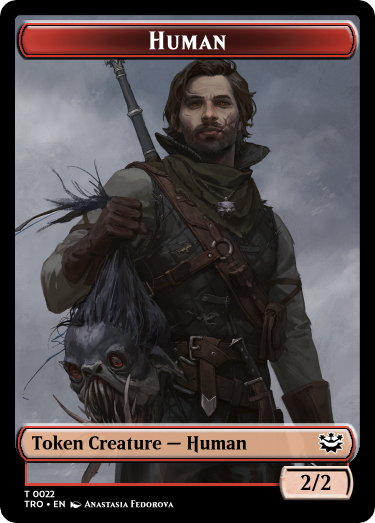 Human
Token Creature — Human
2/2
T 0022
TRO • EN Anastasia Fedorova